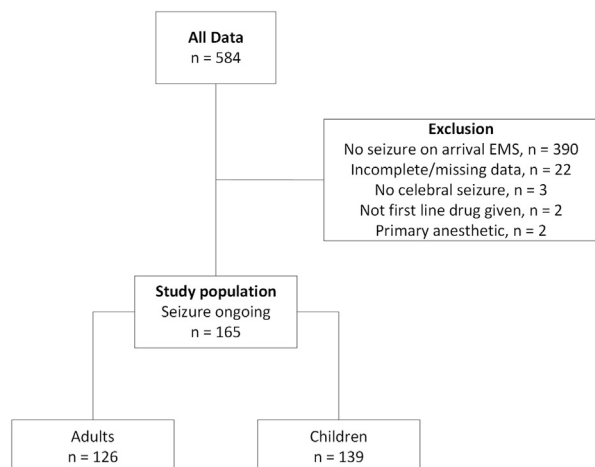 All Data
n = 584
Exclusion
No seizure on arrival EMS, n = 390
Incomplete/missing data, n = 22
No celebral seizure, n = 3
Not first line drug given, n = 2
Primary anesthetic, n = 2
Study population
Seizure ongoing
n = 165
Adults
n = 126
Children
n = 139